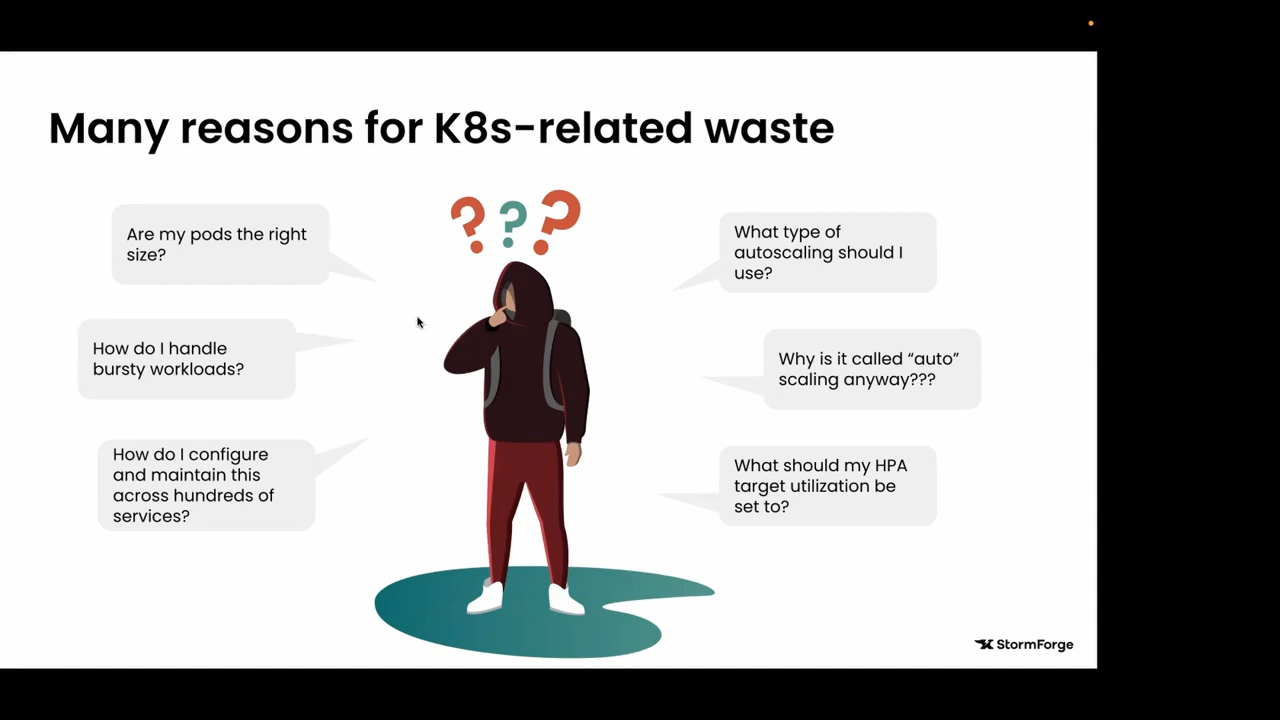 Many reasons for K8s-related waste
???
Are my pods the right
size?
How do I handle
bursty workloads?
How do I configure
and maintain this
across hundreds of
services?
What type of
autoscaling should I
use?
Why is it called “auto”
scaling anyway???
What should my HPA
target utilization be
set to?
StormForge